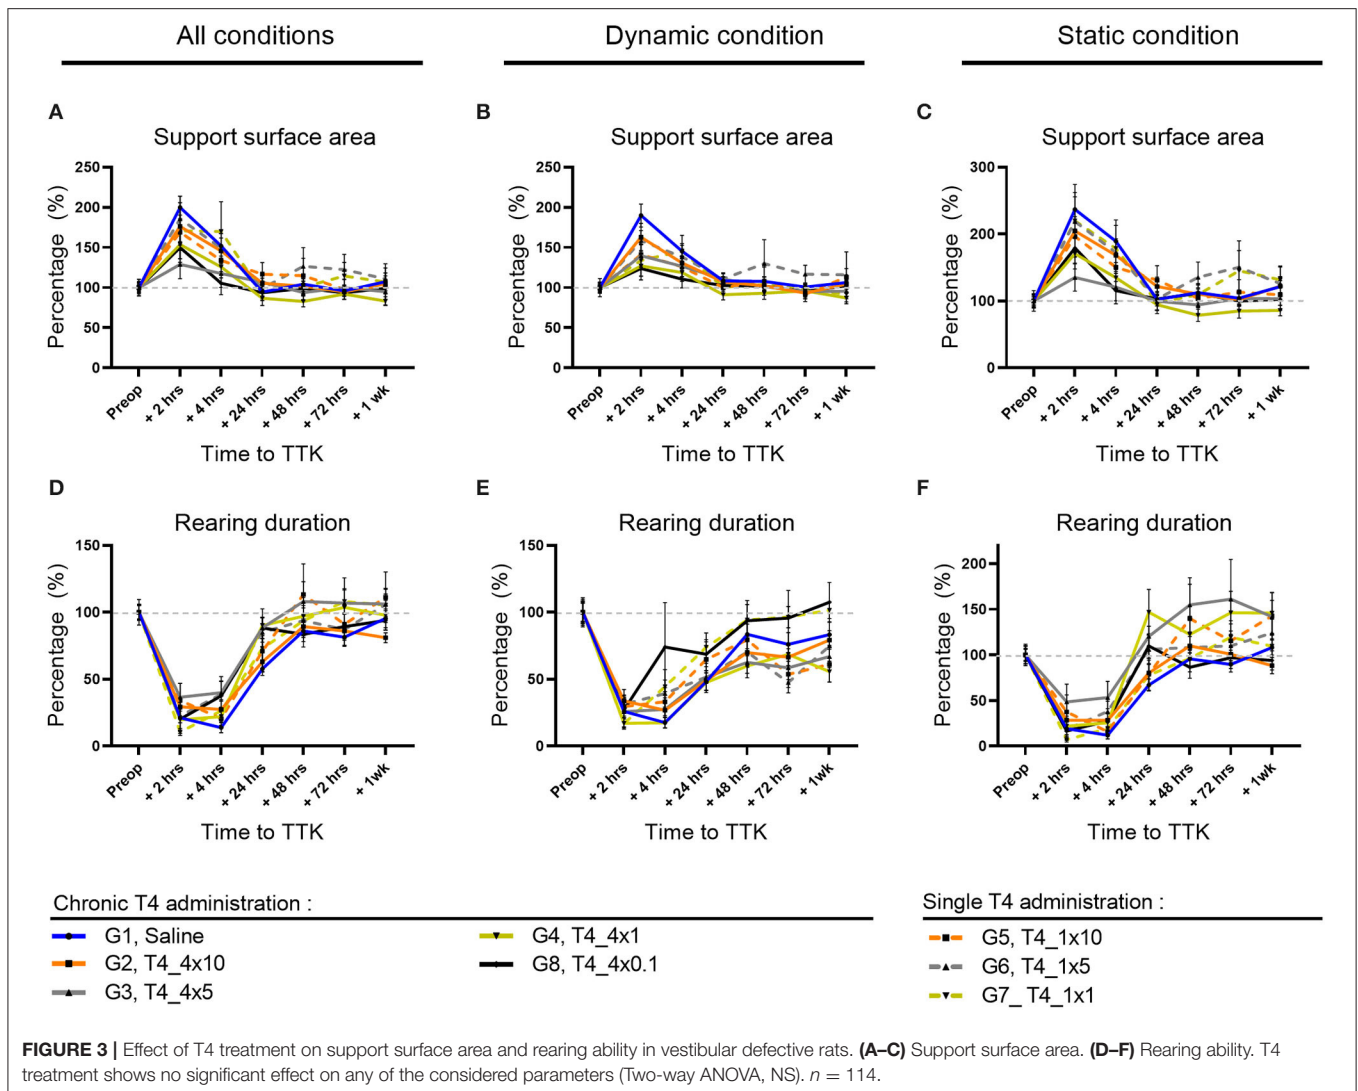 All conditions
Dynamic condition
Static condition
A
Support surface area
Percentage (%)
250
200
150
100
50
0
Preop
+ 2 hrs
+ 4 hrs
+ 24 hrs
+ 48 hrs
+ 72 hrs
+ 1 wk
Time to TTK
B
Support surface area
Percentage (%)
250
200
150
100
50
0
Preop
+ 2 hrs
+ 4 hrs
+ 24 hrs
+ 48 hrs
+ 72 hrs
+ 1 wk
Time to TTK
C
Support surface area
Percentage (%)
300
200
100
0
Preop
+ 2 hrs
+ 4 hrs
+ 24 hrs
+ 48 hrs
+ 72 hrs
+ 1 wk
Time to TTK
D
Rearing duration
Percentage (%)
150
100
50
0
Preop
+ 2 hrs
+ 4 hrs
+ 24 hrs
+ 48 hrs
+ 72 hrs
+ 1wk
Time to TTK
E
Rearing duration
Percentage (%)
150
100
50
0
Preop
+ 2 hrs
+ 4 hrs
+ 24 hrs
+ 48 hrs
+ 72 hrs
+ 1wk
Time to TTK
F
Rearing duration
Percentage (%)
200
150
100
50
0
Preop
+ 2 hrs
+ 4 hrs
+ 24 hrs
+ 48 hrs
+ 72 hrs
+ 1wk
Time to TTK
Chronic T4 administration :
G1, Saline
G2, T4_4x10
G3, T4_4x5
G4, T4_4x1
G8, T4_4x0.1
Single T4 administration :
G5, T4_1x10
G6, T4_1x5
G7_ T4_1x1
FIGURE 3 | Effect of T4 treatment on support surface area and rearing ability in vestibular defective rats. (A–C) Support surface area. (D–F) Rearing ability. T4
treatment shows no significant effect on any of the considered parameters (Two-way ANOVA, NS). n = 114.